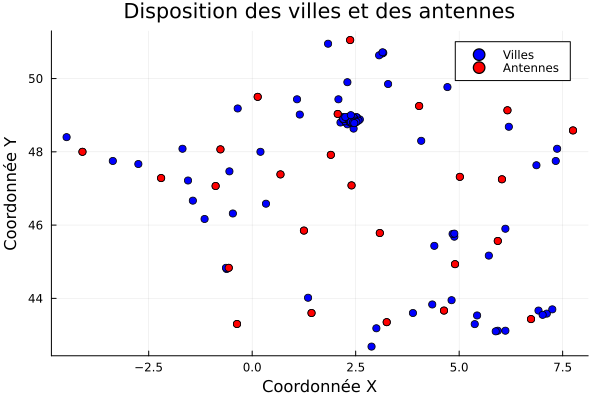 Disposition des villes et des antennes
Villes
Antennes
Coordonnée Y
50
48
46
44
−2.5
0.0
2.5
5.0
7.5
Coordonnée X